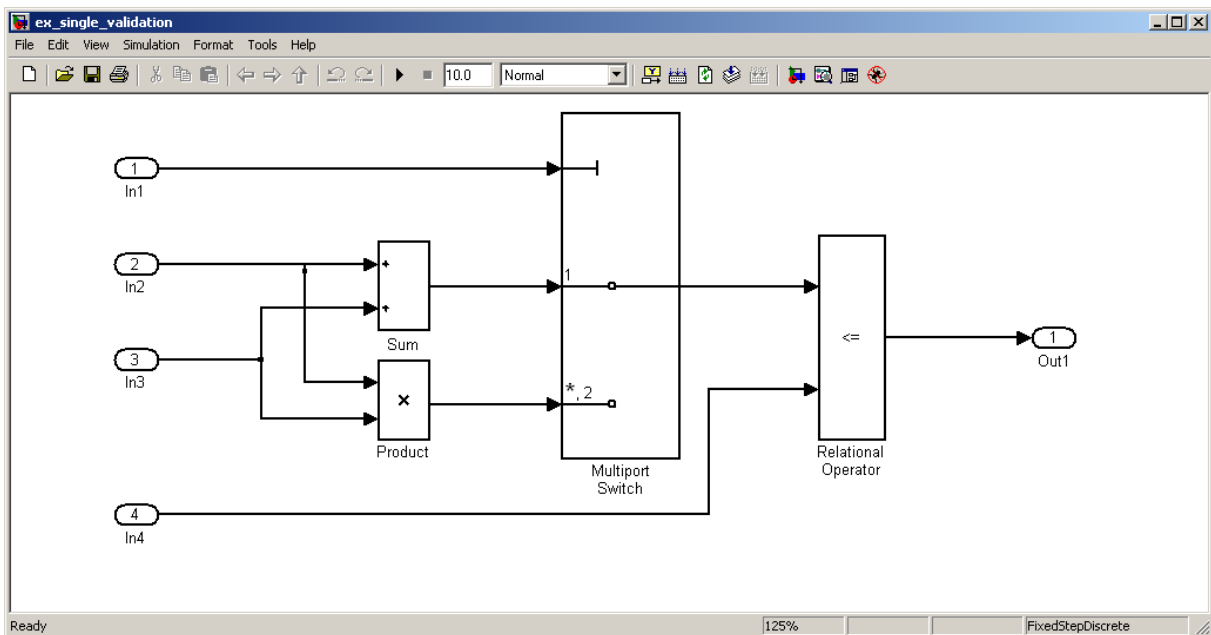 ex_single_validation
File Edit View Simulation Format Tools Help
10.0 Normal
1
In1
2
In2
3
In3
4
In4
+
+
Sum
×
Product
1
*, 2
Multiport
Switch
<=
Relational
Operator
1
Out1
Ready 125% FixedStepDiscrete